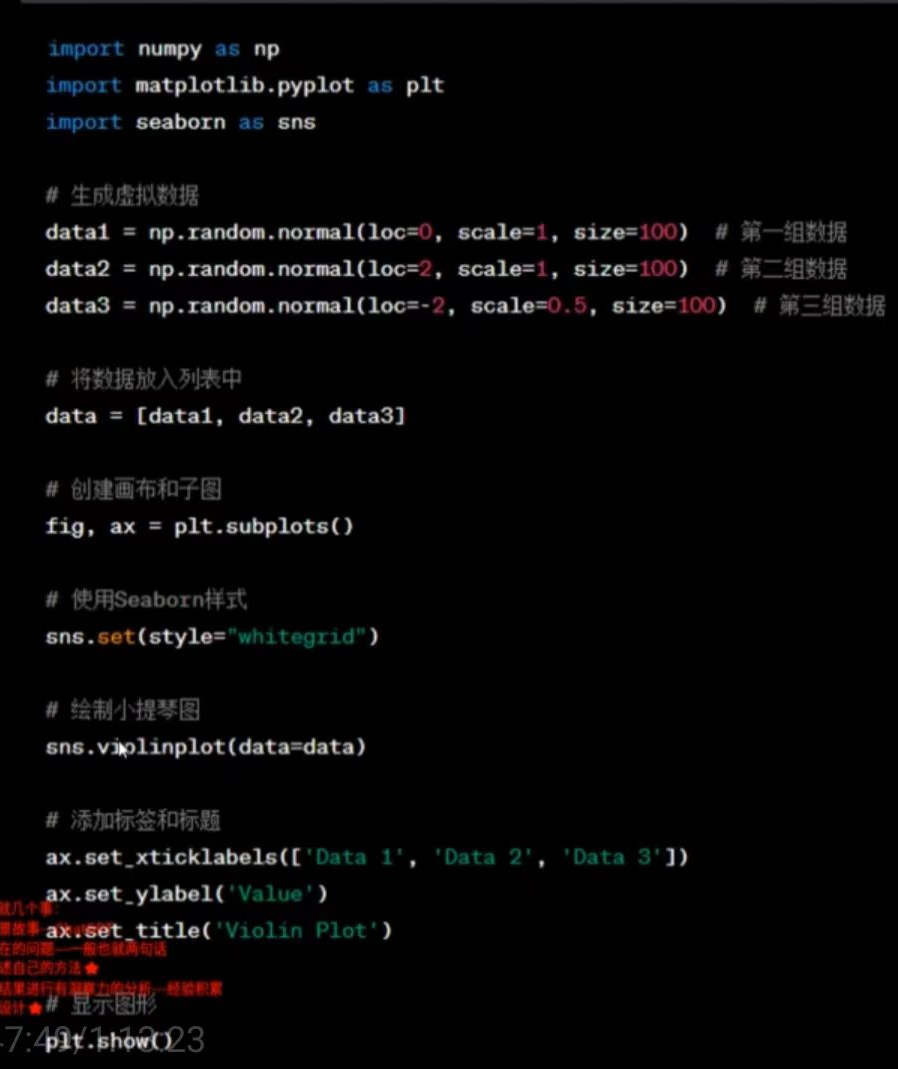 import numpy as np
import matplotlib.pyplot as plt
import seaborn as sns
# 生成虚拟数据
data1 = np.random.normal(loc=0, scale=1, size=100)  # 第一组数据
data2 = np.random.normal(loc=2, scale=1, size=100)  # 第二组数据
data3 = np.random.normal(loc=-2, scale=0.5, size=100)  # 第三组数据
# 将数据放入列表中
data = [data1, data2, data3]
# 创建画布和子图
fig, ax = plt.subplots()
# 使用Seaborn样式
sns.set(style="whitegrid")
# 绘制小提琴图
sns.violinplot(data=data)
# 添加标签和标题
ax.set_xticklabels(['Data 1', 'Data 2', 'Data 3'])
ax.set_ylabel('Value')
就几个事:
ax.set_title('Violin Plot')
景故事
在的问题—一般也就两句话
述自己的方法
结果进行有洞察力的分析—经验积累
设计
# 显示图形
plt.show()
7:49/1:13:23